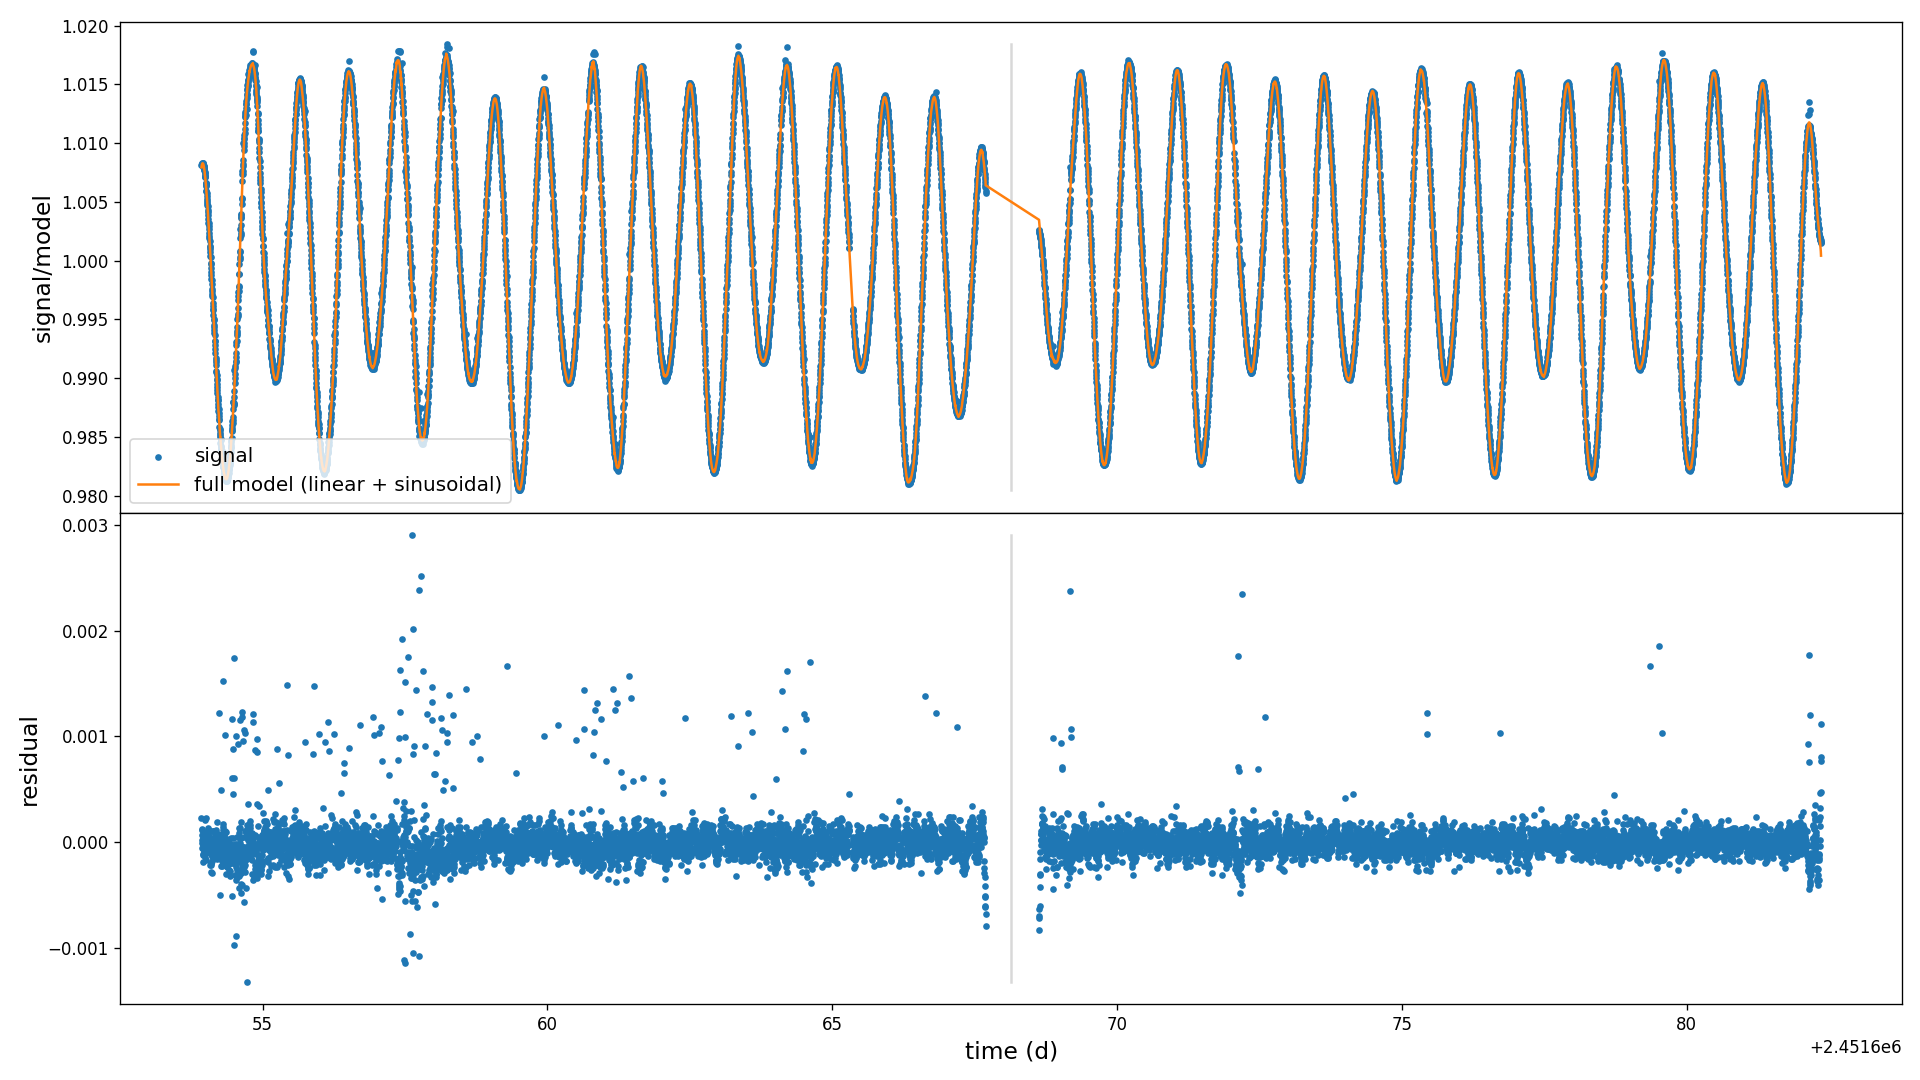 1.020
1.015
1.010
1.005
1.000
0.995
0.990
0.985
0.980
signal/model
signal
full model (linear + sinusoidal)
0.003
0.002
0.001
0.000
−0.001
residual
55 60 65 70 75 80
time (d)
+2.4516e6